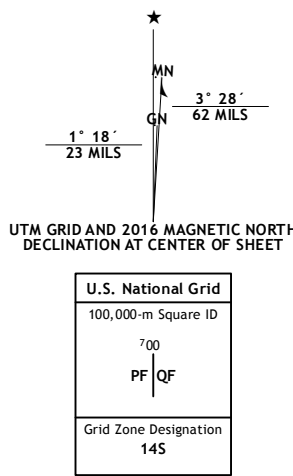 ★
MN
GN
3° 28´
62 MILS
1° 18´
23 MILS
UTM GRID AND 2016 MAGNETIC NORTH
DECLINATION AT CENTER OF SHEET
U.S. National Grid
100,000-m Square ID
⁷00
PF QF
Grid Zone Designation
14S